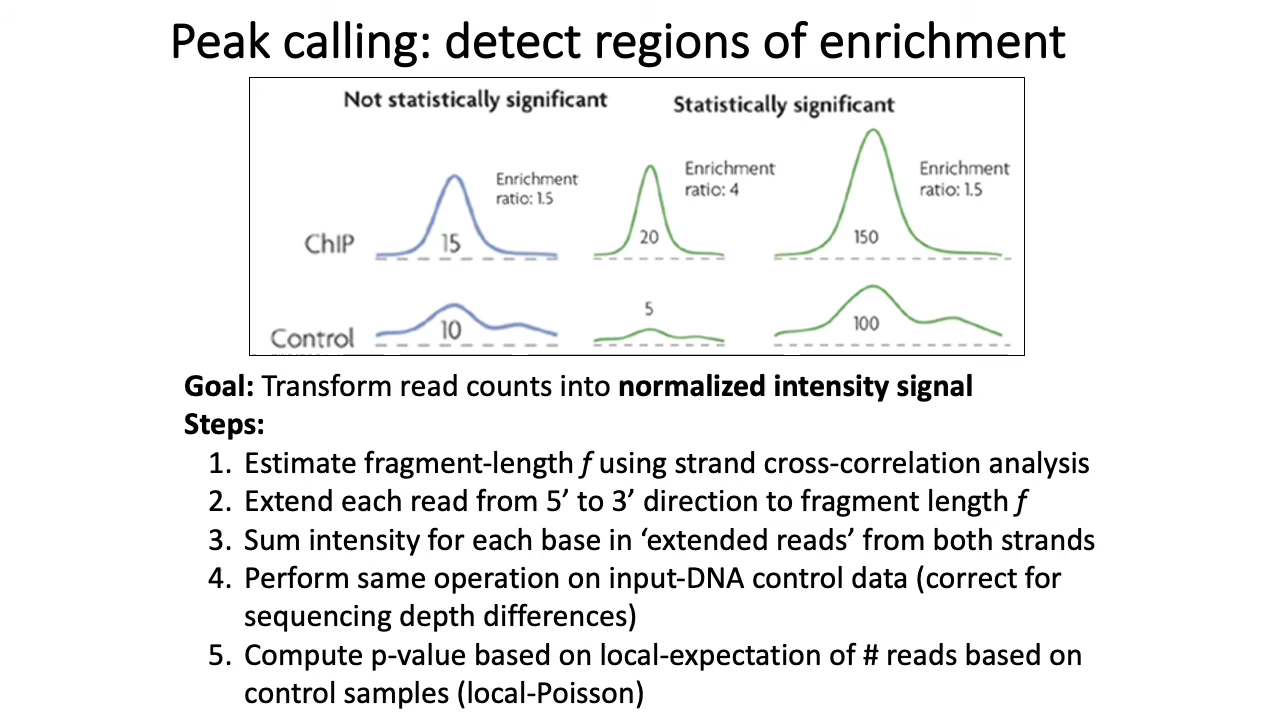 Peak calling: detect regions of enrichment
Not statistically significant
Statistically significant
Enrichment
ratio: 1.5
Enrichment
ratio: 4
Enrichment
ratio: 1.5
ChIP
15
20
150
Control
10
5
100
Goal: Transform read counts into normalized intensity signal
Steps:
1. Estimate fragment-length f using strand cross-correlation analysis
2. Extend each read from 5’ to 3’ direction to fragment length f
3. Sum intensity for each base in ‘extended reads’ from both strands
4. Perform same operation on input-DNA control data (correct for
sequencing depth differences)
5. Compute p-value based on local-expectation of # reads based on
control samples (local-Poisson)